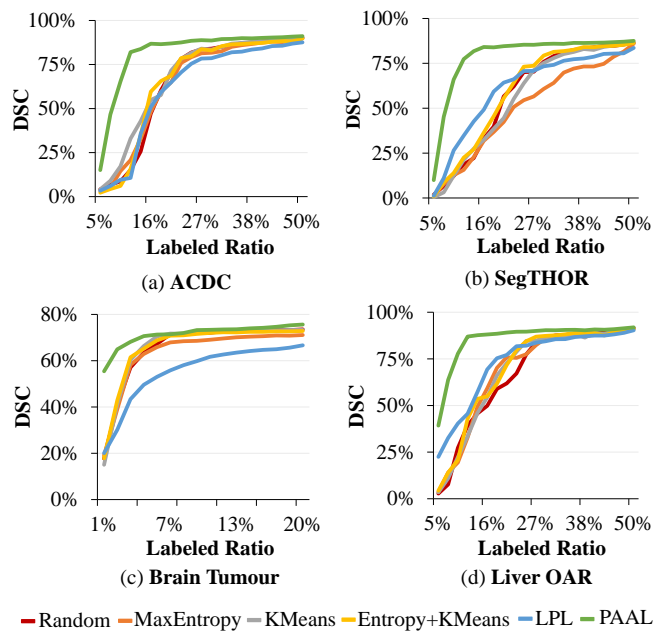 100%
75%
50%
25%
0%
DSC
5% 16% 27% 38% 50%
Labeled Ratio
(a) ACDC
100%
75%
50%
25%
0%
DSC
5% 16% 27% 38% 50%
Labeled Ratio
(b) SegTHOR
80%
60%
40%
20%
0%
DSC
1% 7% 13% 20%
Labeled Ratio
(c) Brain Tumour
100%
75%
50%
25%
0%
DSC
5% 16% 27% 38% 50%
Labeled Ratio
(d) Liver OAR
Random MaxEntropy KMeans Entropy+KMeans LPL PAAL